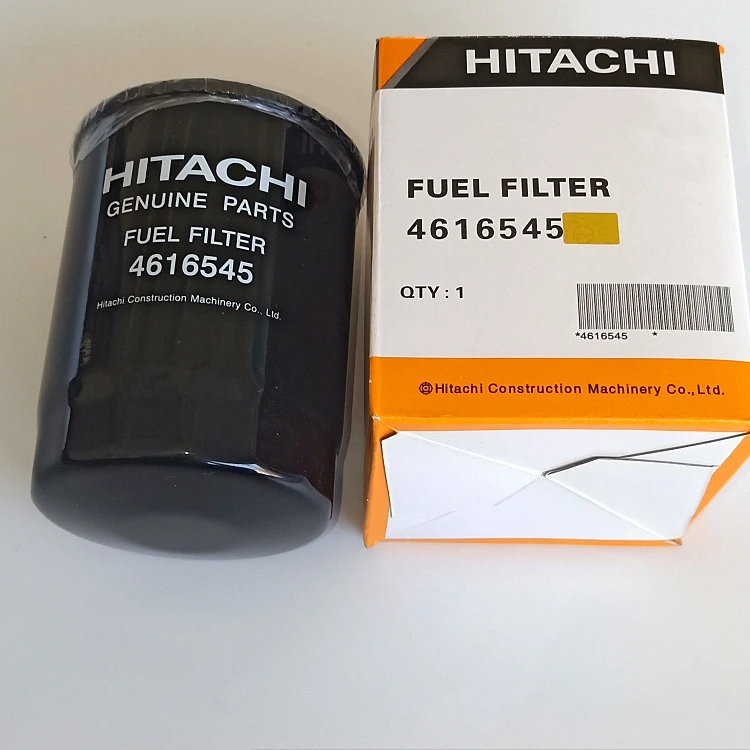 HITACHI
GENUINE PARTS
FUEL FILTER
4616545
Hitachi Construction Machinery Co., Ltd.
HITACHI
FUEL FILTER
4616545
QTY : 1
*4616545 *
Hitachi Construction Machinery Co., Ltd.